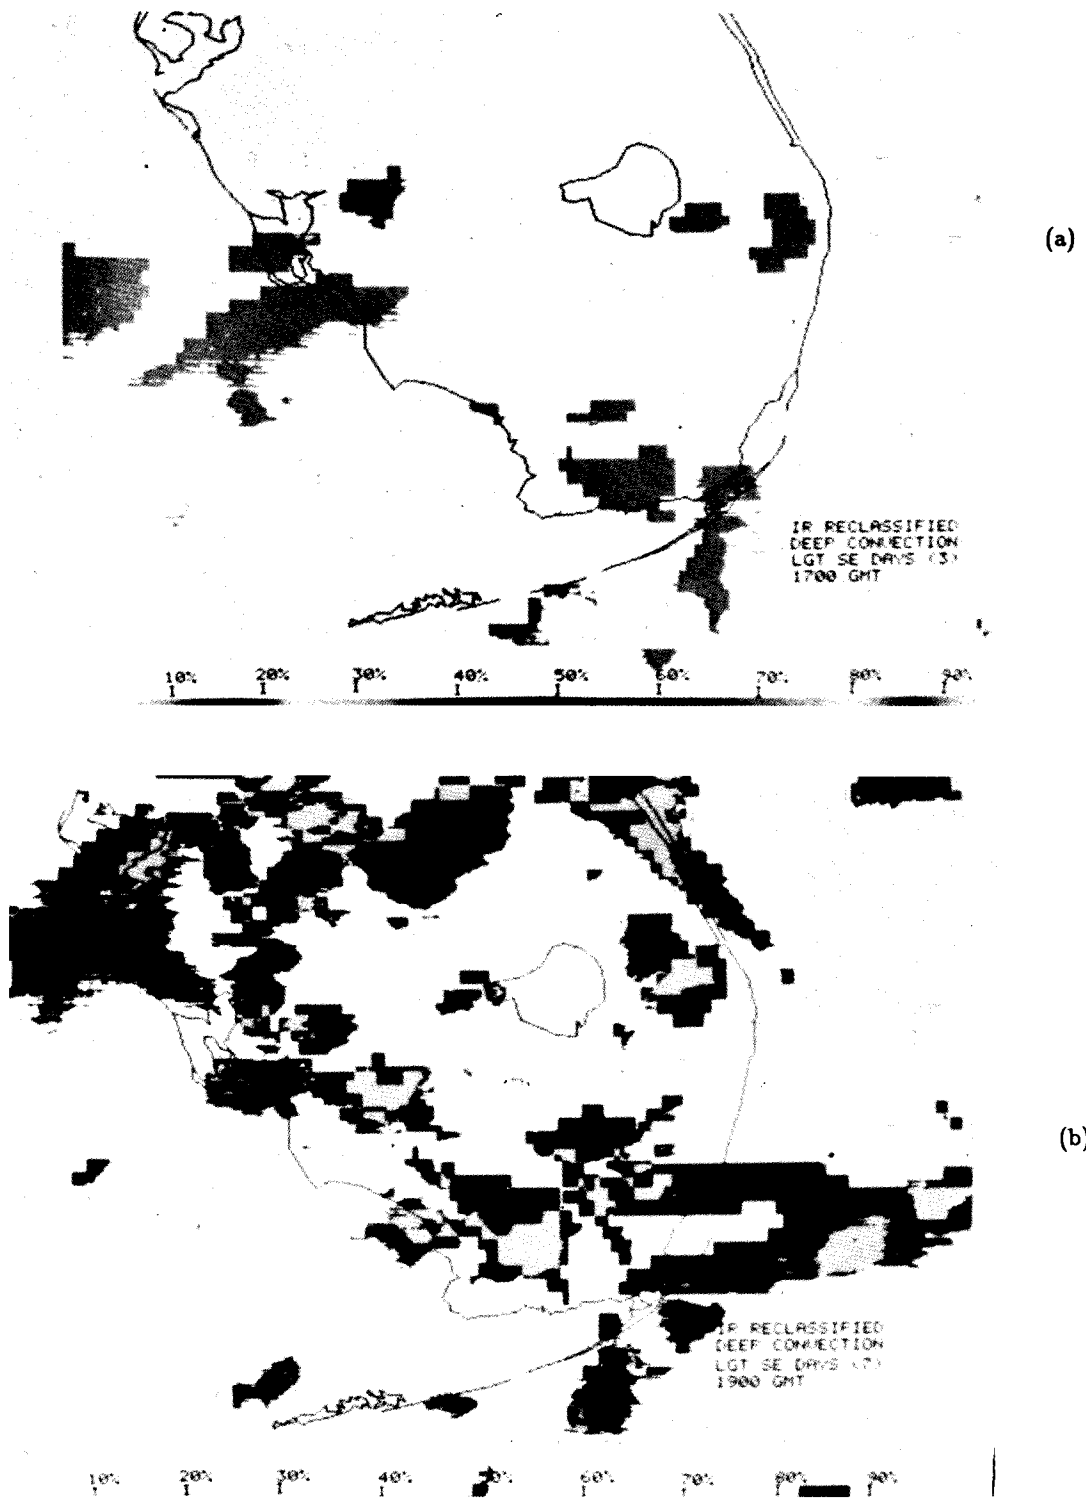 (a)
IR RECLASSIFIED
DEEP CONVECTION
LGT SE DAYS (3)
1700 GMT
10% 20% 30% 40% 50% 60% 70% 80% 90%
(b)
IR RECLASSIFIED
DEEP CONVECTION
LGT SE DAYS (7)
1900 GMT
10% 20% 30% 40% 50% 60% 70% 80% 90%